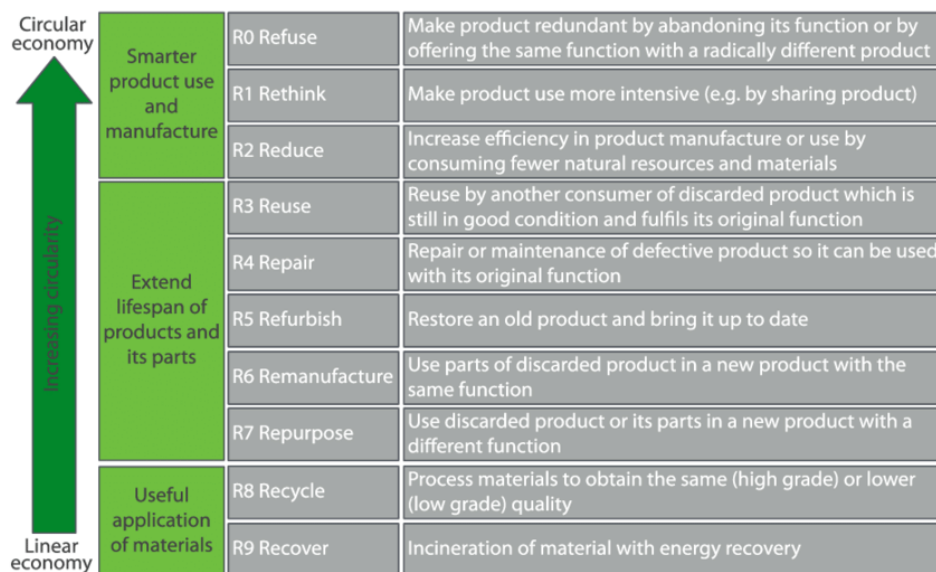 Circular
economy
Increasing circularity
Linear
economy
Smarter
product use
and
manufacture
R0 Refuse
Make product redundant by abandoning its function or by
offering the same function with a radically different product
R1 Rethink
Make product use more intensive (e.g. by sharing product)
R2 Reduce
Increase efficiency in product manufacture or use by
consuming fewer natural resources and materials
Extend
lifespan of
products and
its parts
R3 Reuse
Reuse by another consumer of discarded product which is
still in good condition and fulfils its original function
R4 Repair
Repair or maintenance of defective product so it can be used
with its original function
R5 Refurbish
Restore an old product and bring it up to date
R6 Remanufacture
Use parts of discarded product in a new product with the
same function
R7 Repurpose
Use discarded product or its parts in a new product with a
different function
Useful
application
of materials
R8 Recycle
Process materials to obtain the same (high grade) or lower
(low grade) quality
R9 Recover
Incineration of material with energy recovery